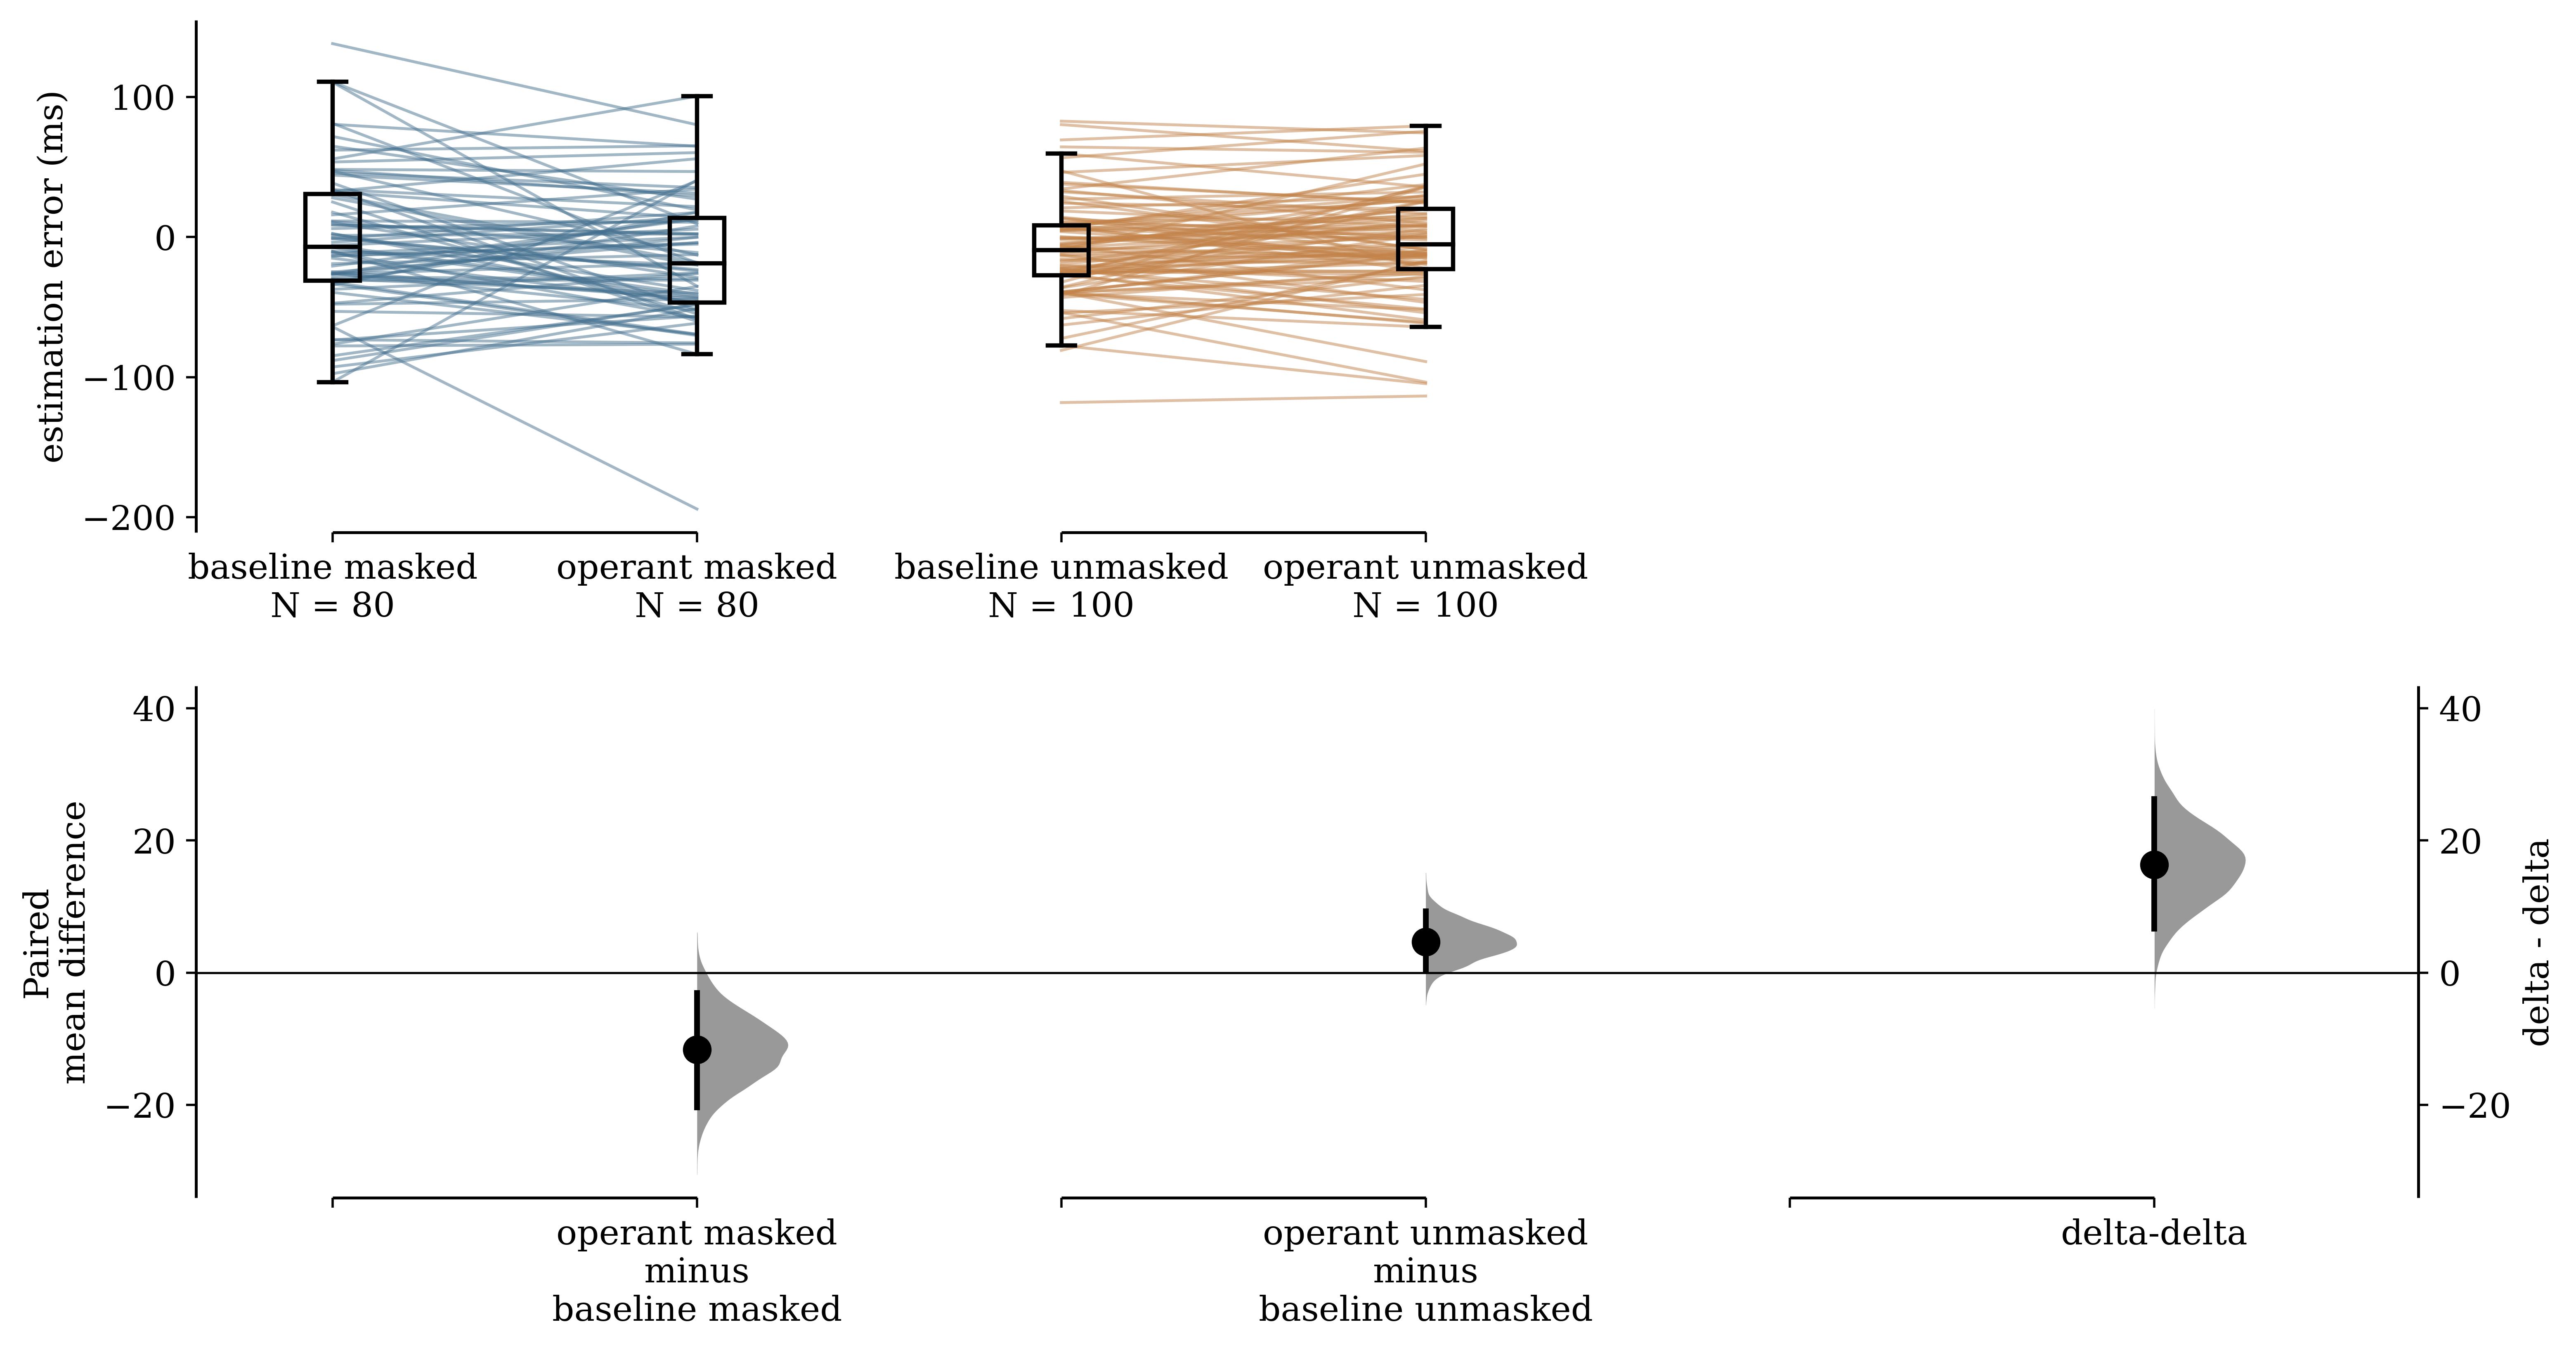 estimation error (ms)
100
0
−100
−200
baseline masked
N = 80
operant masked
N = 80
baseline unmasked
N = 100
operant unmasked
N = 100
Paired
mean difference
40
20
0
−20
operant masked
minus
baseline masked
operant unmasked
minus
baseline unmasked
delta-delta
40
20
0
−20
delta - delta